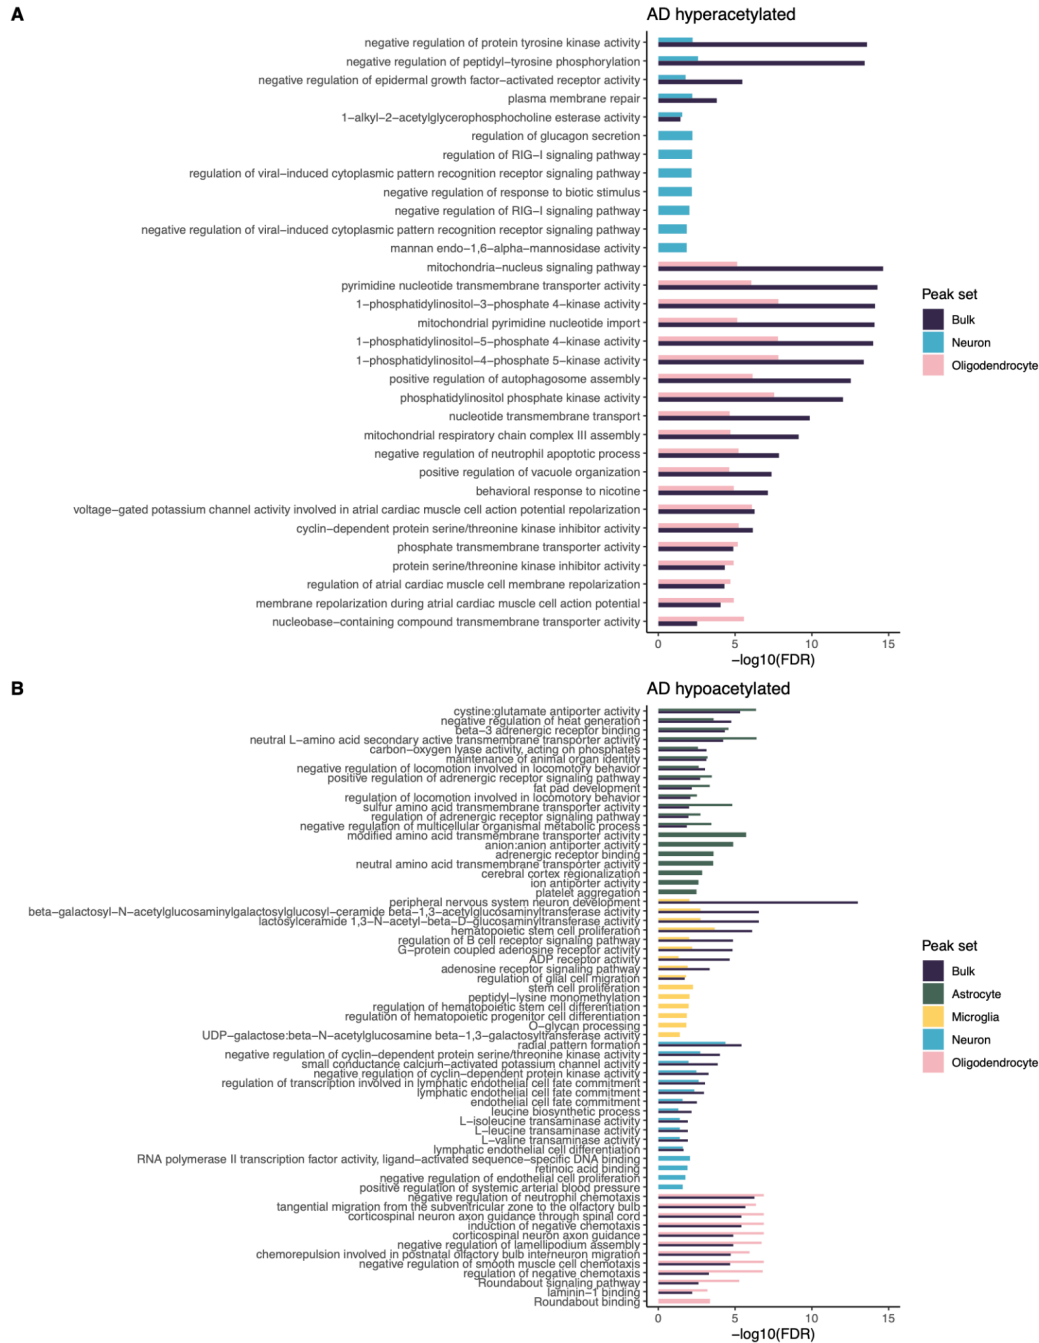 A
AD hyperacetylated
negative regulation of protein tyrosine kinase activity
negative regulation of peptidyl−tyrosine phosphorylation
negative regulation of epidermal growth factor−activated receptor activity
plasma membrane repair
1−alkyl−2−acetylglycerophosphocholine esterase activity
regulation of glucagon secretion
regulation of RIG−I signaling pathway
regulation of viral−induced cytoplasmic pattern recognition receptor signaling pathway
negative regulation of response to biotic stimulus
negative regulation of RIG−I signaling pathway
negative regulation of viral−induced cytoplasmic pattern recognition receptor signaling pathway
mannan endo−1,6−alpha−mannosidase activity
mitochondria−nucleus signaling pathway
pyrimidine nucleotide transmembrane transporter activity
1−phosphatidylinositol−3−phosphate 4−kinase activity
mitochondrial pyrimidine nucleotide import
1−phosphatidylinositol−5−phosphate 4−kinase activity
1−phosphatidylinositol−4−phosphate 5−kinase activity
positive regulation of autophagosome assembly
phosphatidylinositol phosphate kinase activity
nucleotide transmembrane transport
mitochondrial respiratory chain complex III assembly
negative regulation of neutrophil apoptotic process
positive regulation of vacuole organization
behavioral response to nicotine
voltage−gated potassium channel activity involved in atrial cardiac muscle cell action potential repolarization
cyclin−dependent protein serine/threonine kinase inhibitor activity
phosphate transmembrane transporter activity
protein serine/threonine kinase inhibitor activity
regulation of atrial cardiac muscle cell membrane repolarization
membrane repolarization during atrial cardiac muscle cell action potential
nucleobase−containing compound transmembrane transporter activity
0 5 10 15
−log10(FDR)
Peak set
Bulk
Neuron
Oligodendrocyte
B
AD hypoacetylated
cystine:glutamate antiporter activity
negative regulation of heat generation
beta−3 adrenergic receptor binding
neutral L−amino acid secondary active transmembrane transporter activity
carbon−oxygen lyase activity, acting on phosphates
maintenance of animal organ identity
negative regulation of locomotion involved in locomotory behavior
positive regulation of adrenergic receptor signaling pathway
fat pad development
regulation of locomotion involved in locomotory behavior
sulfur amino acid transmembrane transporter activity
regulation of adrenergic receptor signaling pathway
negative regulation of multicellular organismal metabolic process
modified amino acid transmembrane transporter activity
anion:anion antiporter activity
adrenergic receptor binding
neutral amino acid transmembrane transporter activity
cerebral cortex regionalization
ion antiporter activity
platelet aggregation
peripheral nervous system neuron development
beta−galactosyl−N−acetylglucosaminylgalactosylglucosyl−ceramide beta−1,3−acetylglucosaminyltransferase activity
lactosylceramide 1,3−N−acetyl−beta−D−glucosaminyltransferase activity
hematopoietic stem cell proliferation
regulation of B cell receptor signaling pathway
G−protein coupled adenosine receptor activity
ADP receptor activity
adenosine receptor signaling pathway
regulation of glial cell migration
stem cell proliferation
peptidyl−lysine monomethylation
regulation of hematopoietic stem cell differentiation
regulation of hematopoietic progenitor cell differentiation
O−glycan processing
UDP−galactose:beta−N−acetylglucosamine beta−1,3−galactosyltransferase activity
radial pattern formation
negative regulation of cyclin−dependent protein serine/threonine kinase activity
small conductance calcium−activated potassium channel activity
negative regulation of cyclin−dependent protein kinase activity
regulation of transcription involved in lymphatic endothelial cell fate commitment
lymphatic endothelial cell fate commitment
endothelial cell fate commitment
leucine biosynthetic process
L−isoleucine transaminase activity
L−leucine transaminase activity
L−valine transaminase activity
lymphatic endothelial cell differentiation
RNA polymerase II transcription factor activity, ligand−activated sequence−specific DNA binding
retinoic acid binding
negative regulation of endothelial cell proliferation
positive regulation of systemic arterial blood pressure
negative regulation of neutrophil chemotaxis
tangential migration from the subventricular zone to the olfactory bulb
corticospinal neuron axon guidance through spinal cord
induction of negative chemotaxis
corticospinal neuron axon guidance
negative regulation of lamellipodium assembly
chemorepulsion involved in postnatal olfactory bulb interneuron migration
negative regulation of smooth muscle cell chemotaxis
regulation of negative chemotaxis
Roundabout signaling pathway
laminin−1 binding
Roundabout binding
0 5 10 15
−log10(FDR)
Peak set
Bulk
Astrocyte
Microglia
Neuron
Oligodendrocyte